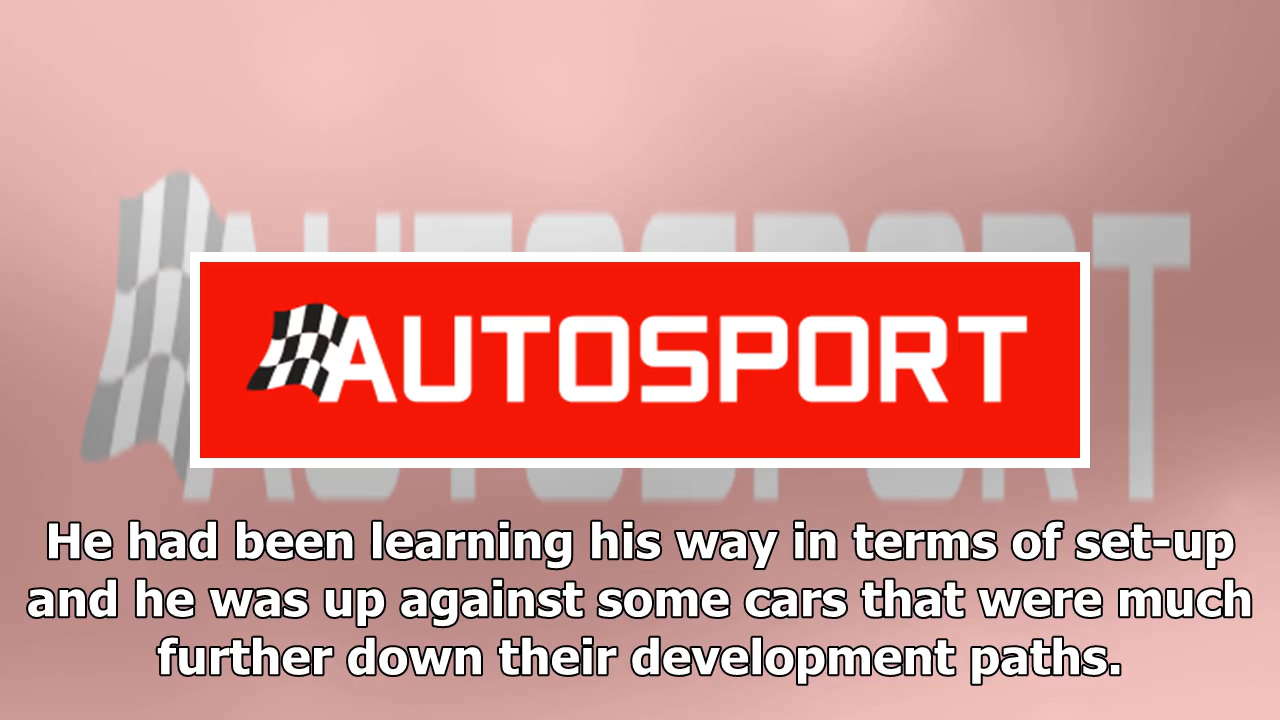 AUTOSPORT
AUTOSPORT
He had been learning his way in terms of set-up
and he was up against some cars that were much
further down their development paths.